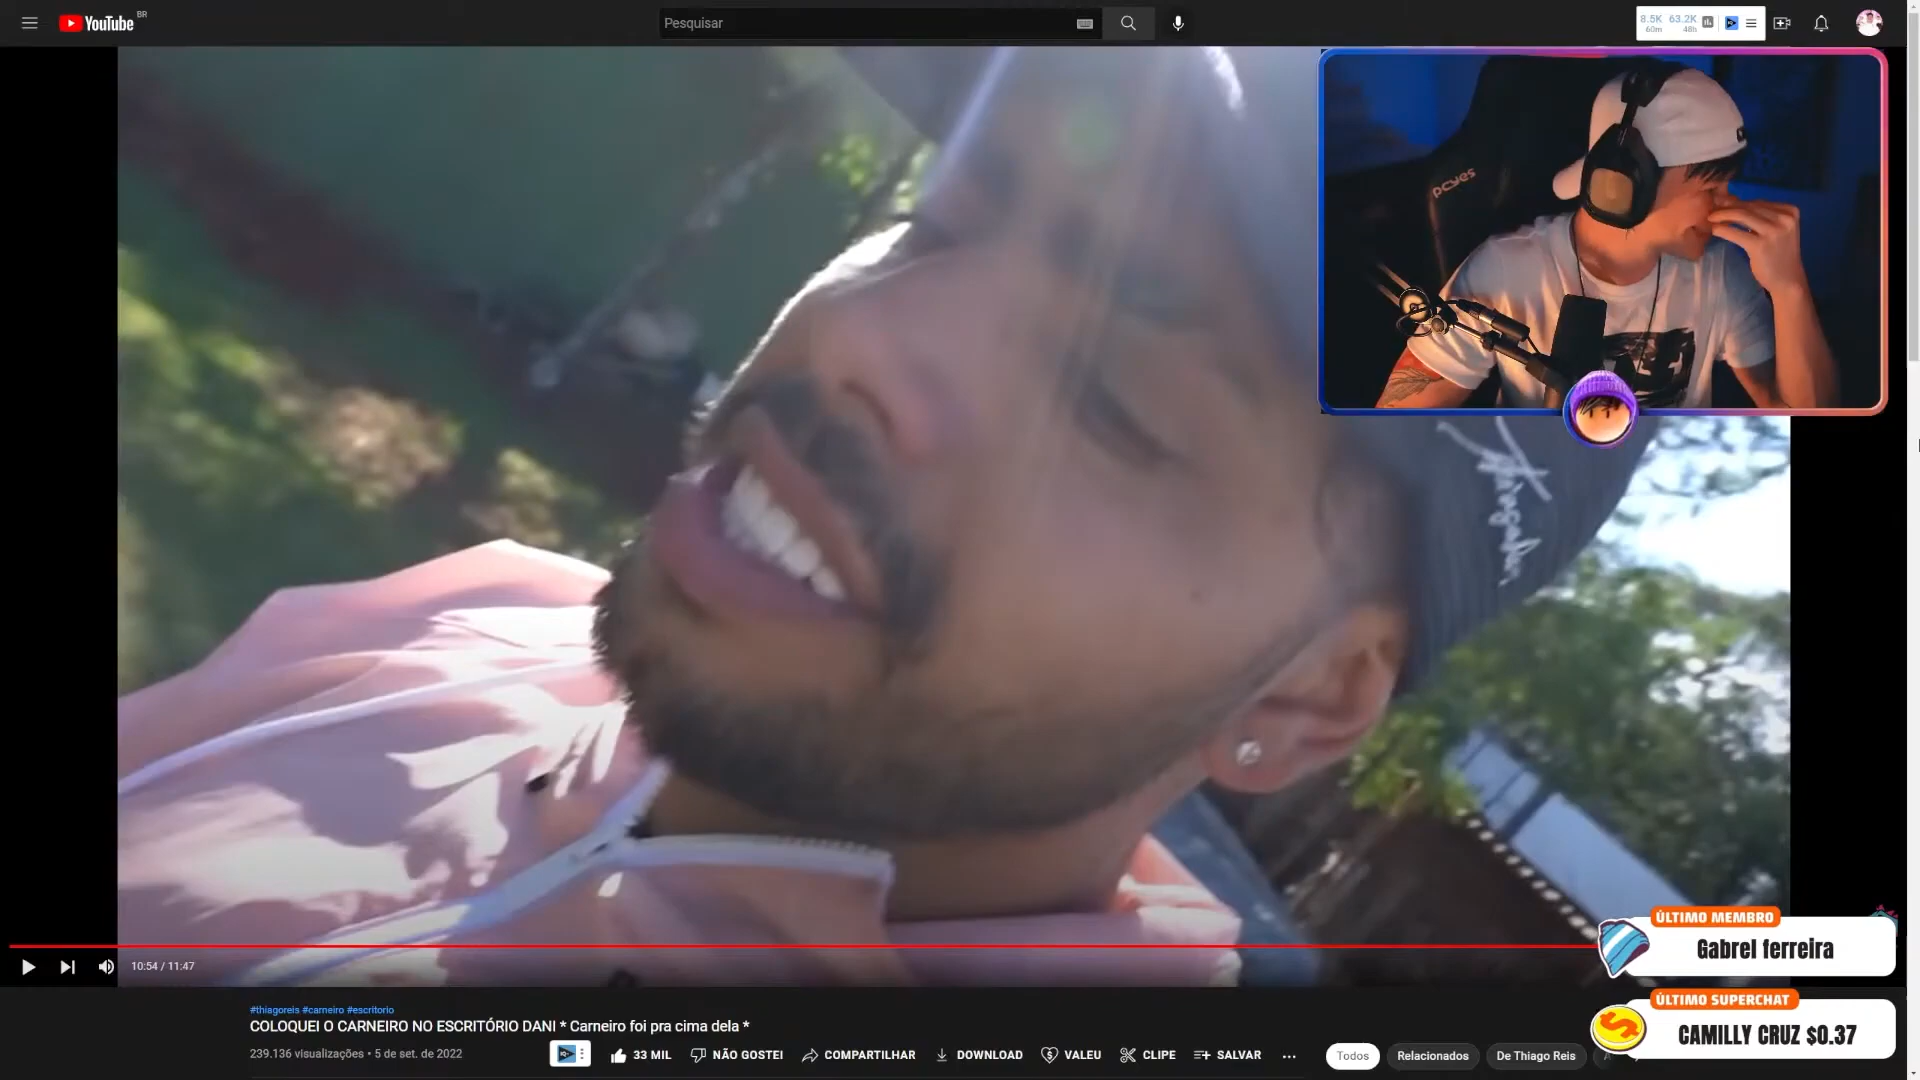 YouTube BR
Pesquisar
8.5K 63.2K
60m 48h
pcyes
10:54 / 11:47
ÚLTIMO MEMBRO
Gabrel ferreira
ÚLTIMO SUPERCHAT
CAMILLY CRUZ $0.37
#thiagoreis #carneiro #escritorio
COLOQUEI O CARNEIRO NO ESCRITÓRIO DANI * Carneiro foi pra cima dela *
239.136 visualizações • 5 de set. de 2022
33 MIL NÃO GOSTEI COMPARTILHAR DOWNLOAD VALEU CLIPE SALVAR
Todos Relacionados De Thiago Reis